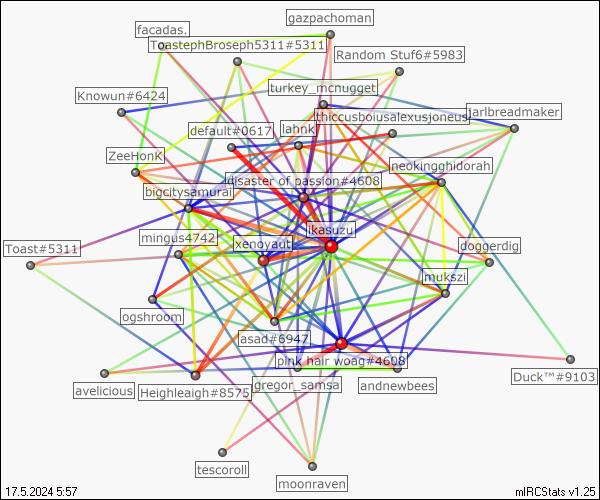 gazpachoman
facadas.
ToastephBroseph5311#5311
Random Stuf6#5983
turkey_mcnugget
Knowun#6424
thiccusboiusalexusjoneus
jarlbreadmaker
default#0617
lahnk
ZeeHonK
neokingghidorah
disaster of passion#4608
bigcitysamurai
ikasuzu
mingus4742
xenoyaut
Toast#5311
doggerdig
mukszi
ogshroom
asad#6947
pink hair woag#4608
Duck™#9103
avelicious
Heighleaigh#8575
gregor_samsa
andnewbees
tescoroll
moonraven
17.5.2024 5:57
mIRCStats v1.25